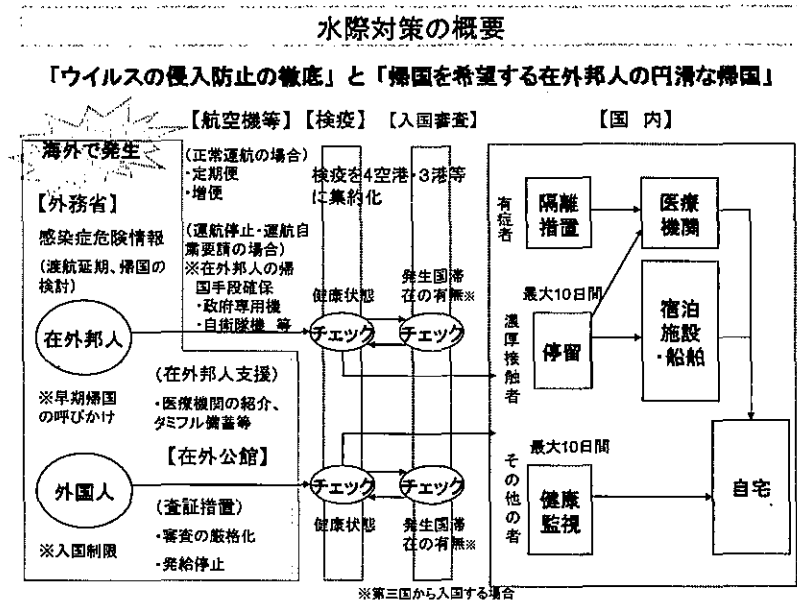 水際対策の概要
「ウイルスの侵入防止の徹底」と「帰国を希望する在外邦人の円滑な帰国」
海外で発生
【外務省】
感染症危険情報
(渡航延期、帰国の
検討)
在外邦人
※早期帰国
の呼びかけ
外国人
※入国制限
【航空機等】
(正常運航の場合)
・定期便
・増便
(運航停止・運航自
粛要請の場合)
※在外邦人の帰
国手段確保
・政府専用機
・自衛隊機 等
(在外邦人支援)
・医療機関の紹介、
タミフル備蓄等
【在外公館】
(査証措置)
・審査の厳格化
・発給停止
【検疫】
【入国審査】
検疫を4空港・3港等
に集約化
健康状態
チェック
発生国滞
在の有無※
チェック
チェック
健康状態
チェック
発生国滞
在の有無※
※第三国から入国する場合
【国 内】
有症者
隔離
措置
医療
機関
最大10日間
濃厚接触者
停留
宿泊
施設
・船舶
最大10日間
その他の者
健康
監視
自宅